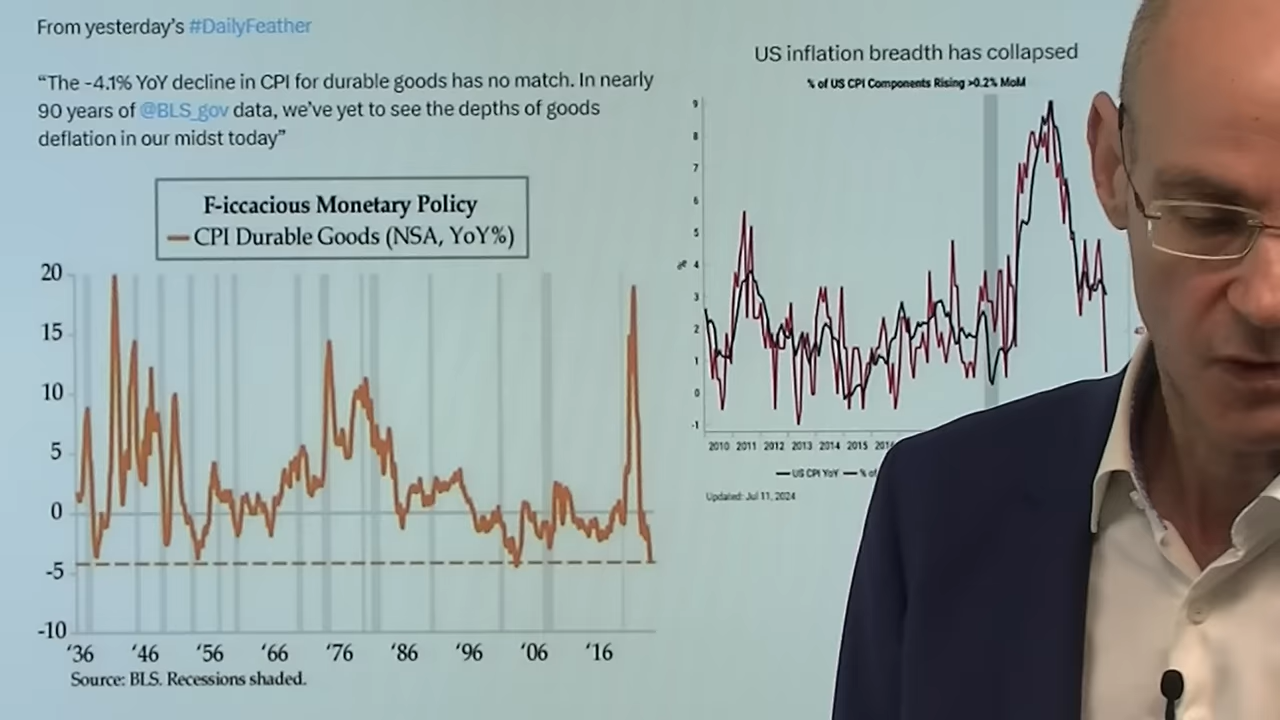 From yesterday's #DailyFeather
“The -4.1% YoY decline in CPI for durable goods has no match. In nearly
90 years of @BLS_gov data, we've yet to see the depths of goods
deflation in our midst today”
F-iccacious Monetary Policy
CPI Durable Goods (NSA, YoY%)
20
15
10
5
0
-5
-10
'36 '46 '56 '66 '76 '86 '96 '06 '16
Source: BLS. Recessions shaded.
US inflation breadth has collapsed
% of US CPI Components Rising >0.2% MoM
9
8
7
6
5
% 4
3
2
1
0
-1
40
2010 2011 2012 2013 2014 2015 2016
US CPI YoY % of
Updated: Jul 11, 2024